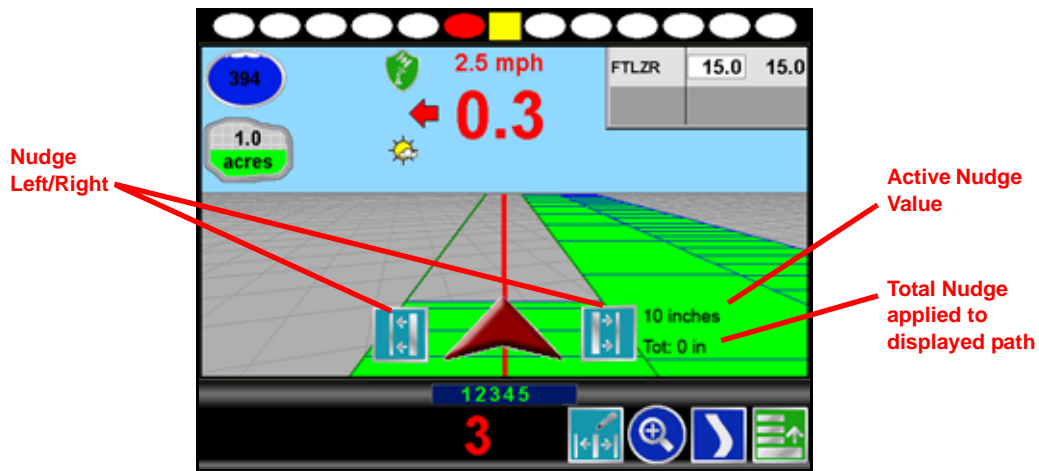 394
2.5 mph
0.3
FTLZR 15.0 15.0
1.0
acres
Nudge
Left/Right
Active Nudge
Value
Total Nudge
applied to
displayed path
10 inches
Tot: 0 in
12345
3